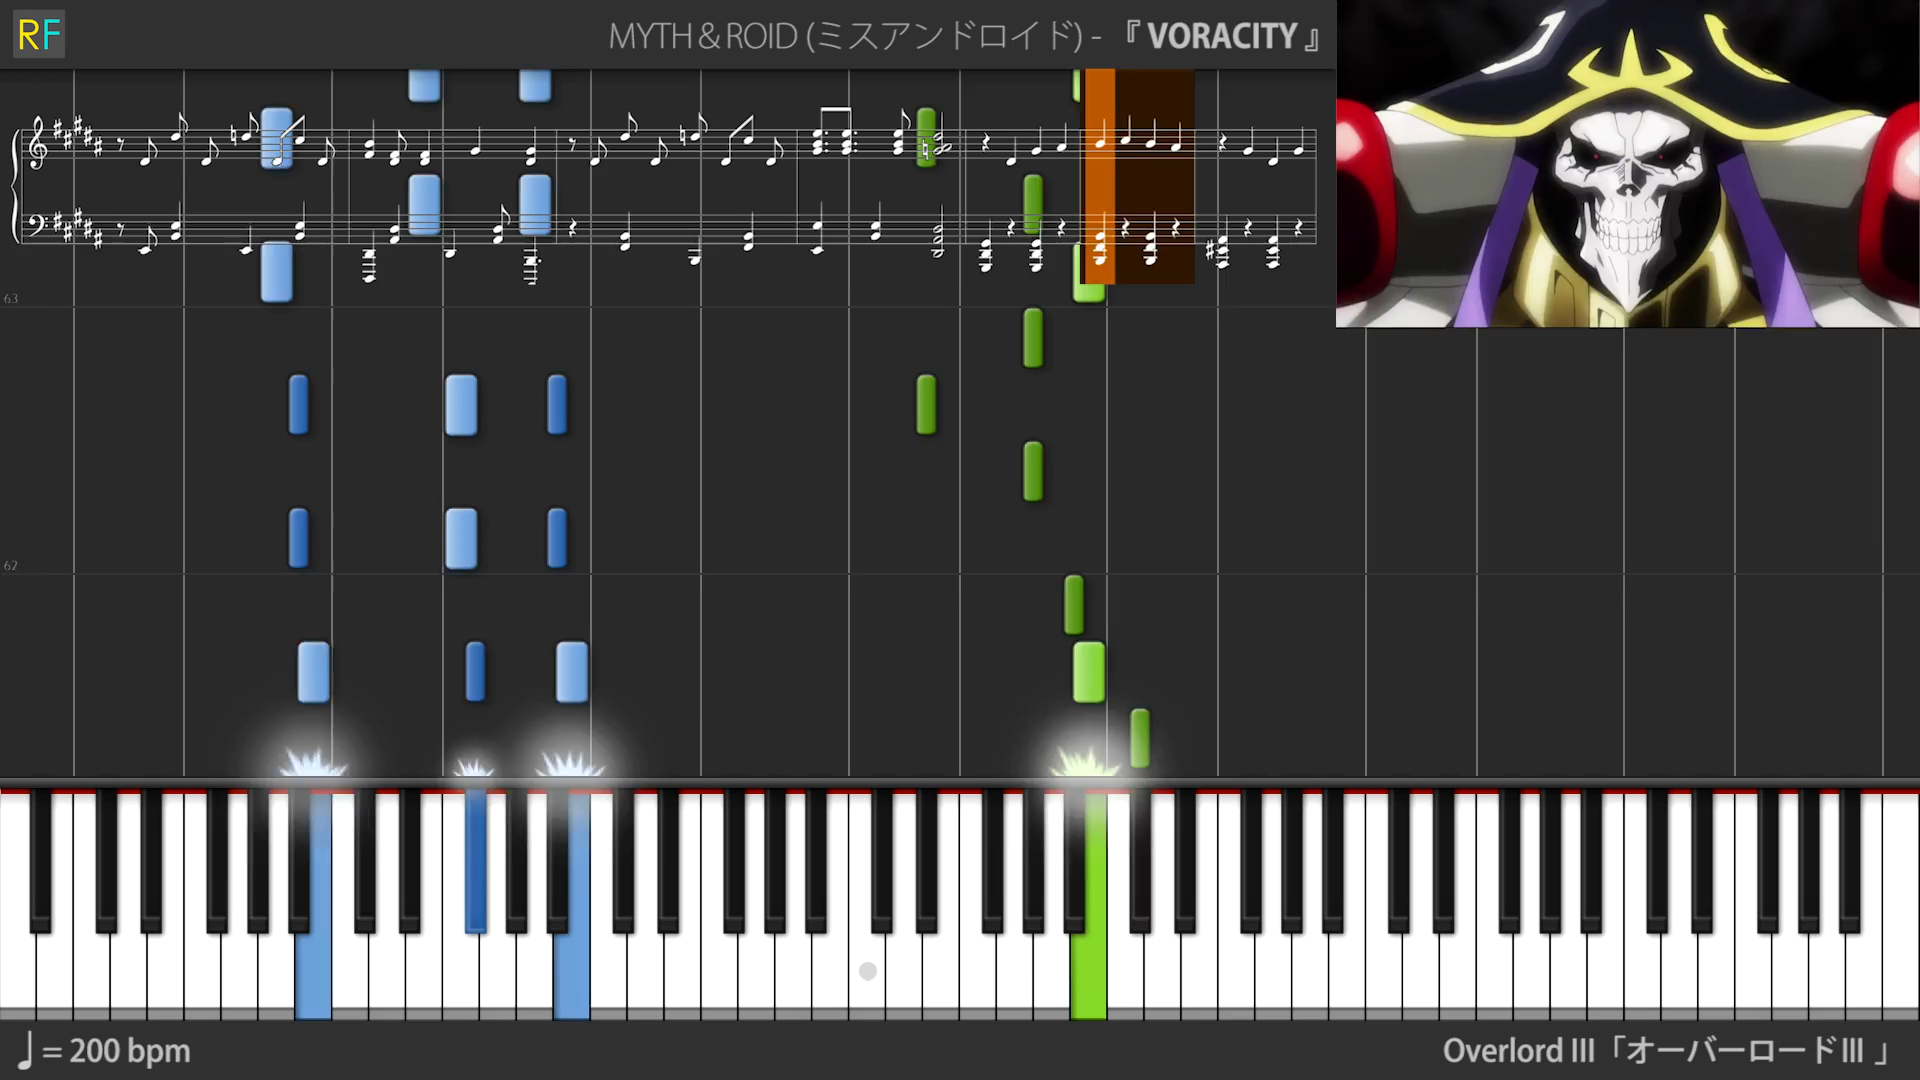 RF
MYTH & ROID (ミスアンドロイド) - 『 VORACITY 』
63
62
♩ = 200 bpm
Overlord III「オーバーロードIII 」